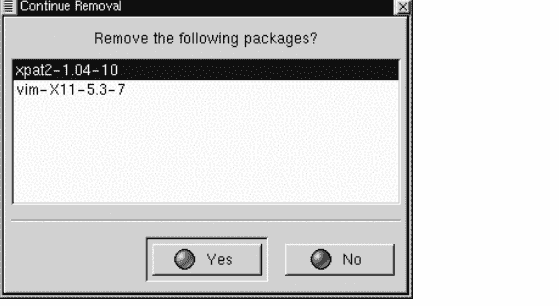 Continue Removal
Remove the following packages?
xpat2-1.04-10
vim-X11-5.3-7
Yes
No